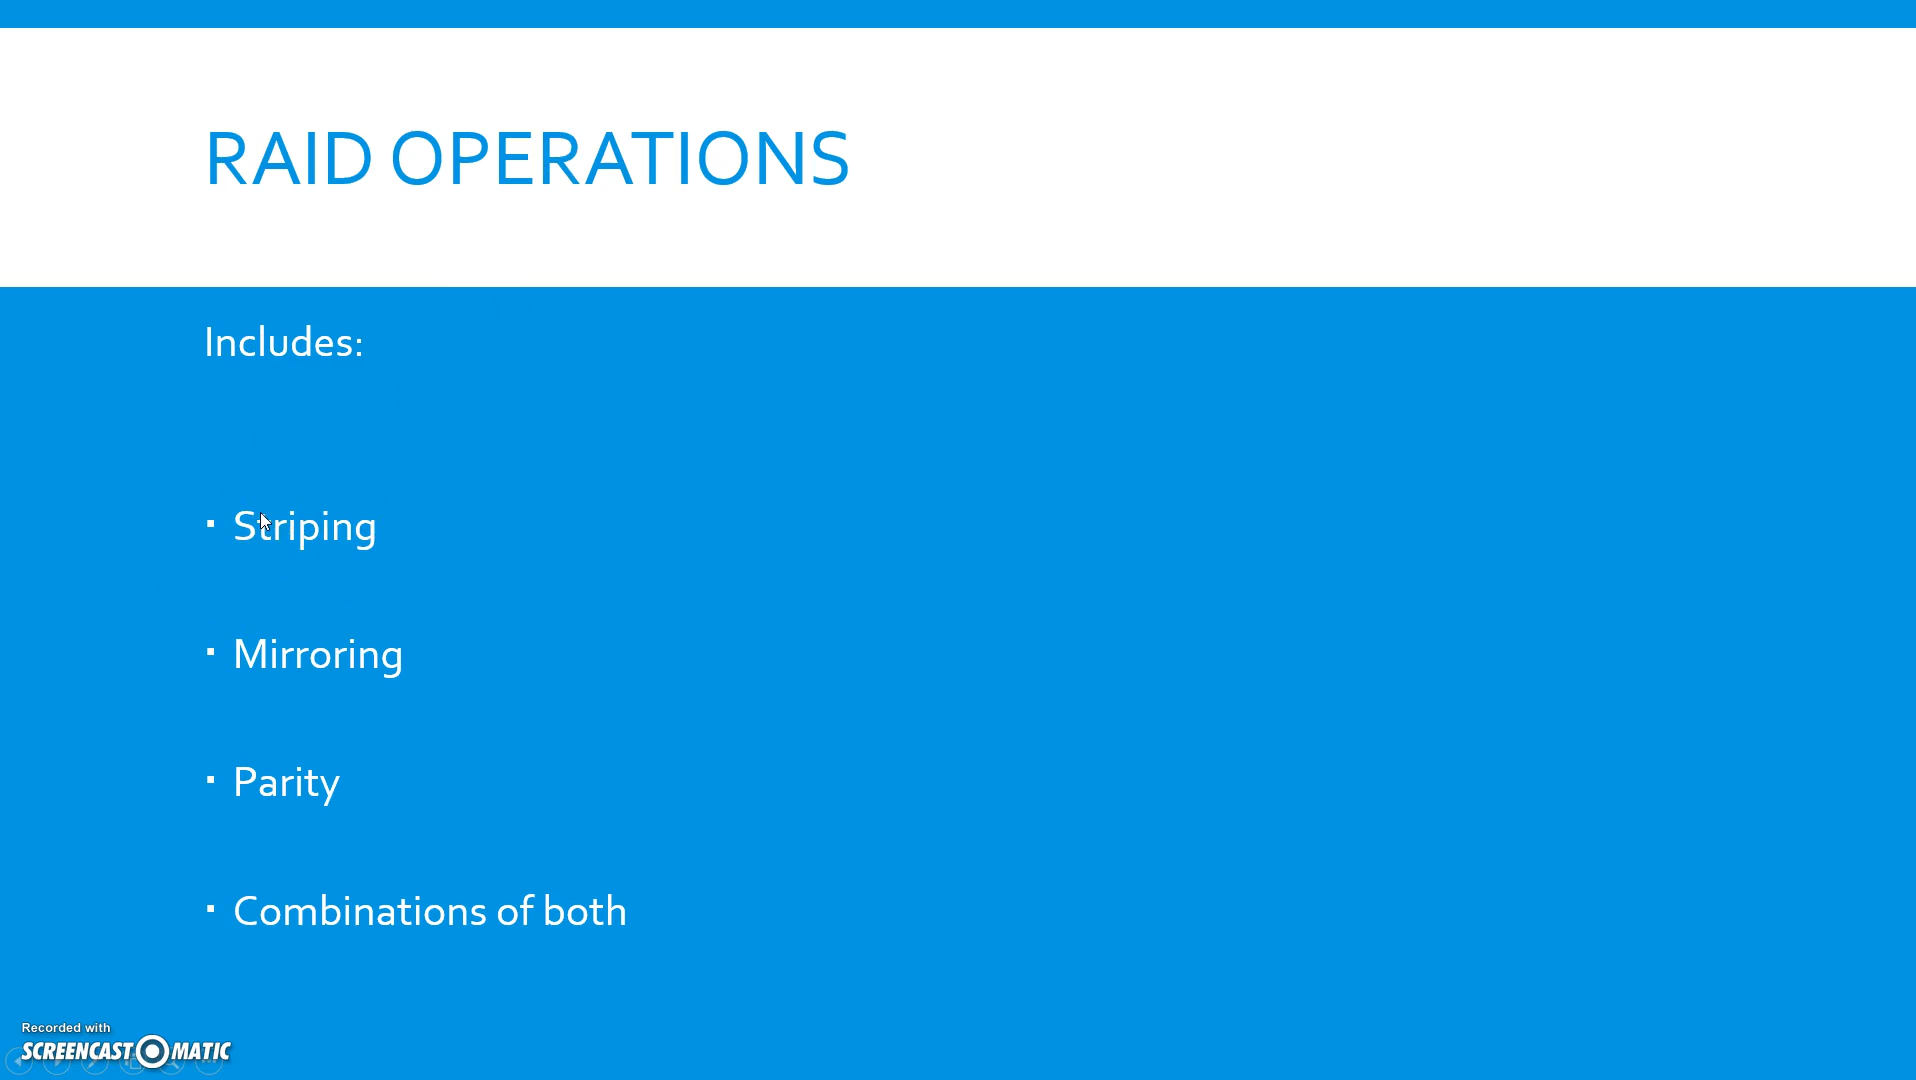 RAID OPERATIONS
Includes:
▪ Striping
▪ Mirroring
▪ Parity
▪ Combinations of both
Recorded with
SCREENCAST MATIC